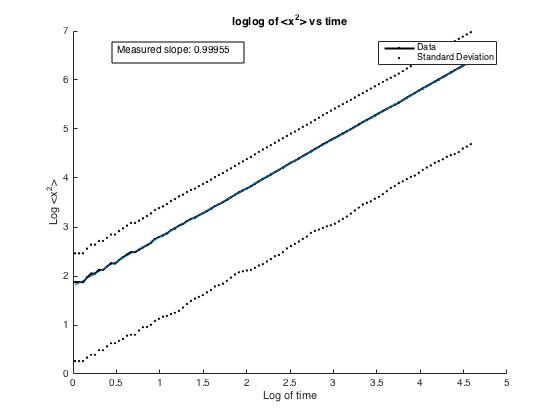 loglog of <x²> vs time
Measured slope: 0.99955
Data
Standard Deviation
7
6
5
4
3
2
1
0
Log <x²>
0 0.5 1 1.5 2 2.5 3 3.5 4 4.5 5
Log of time